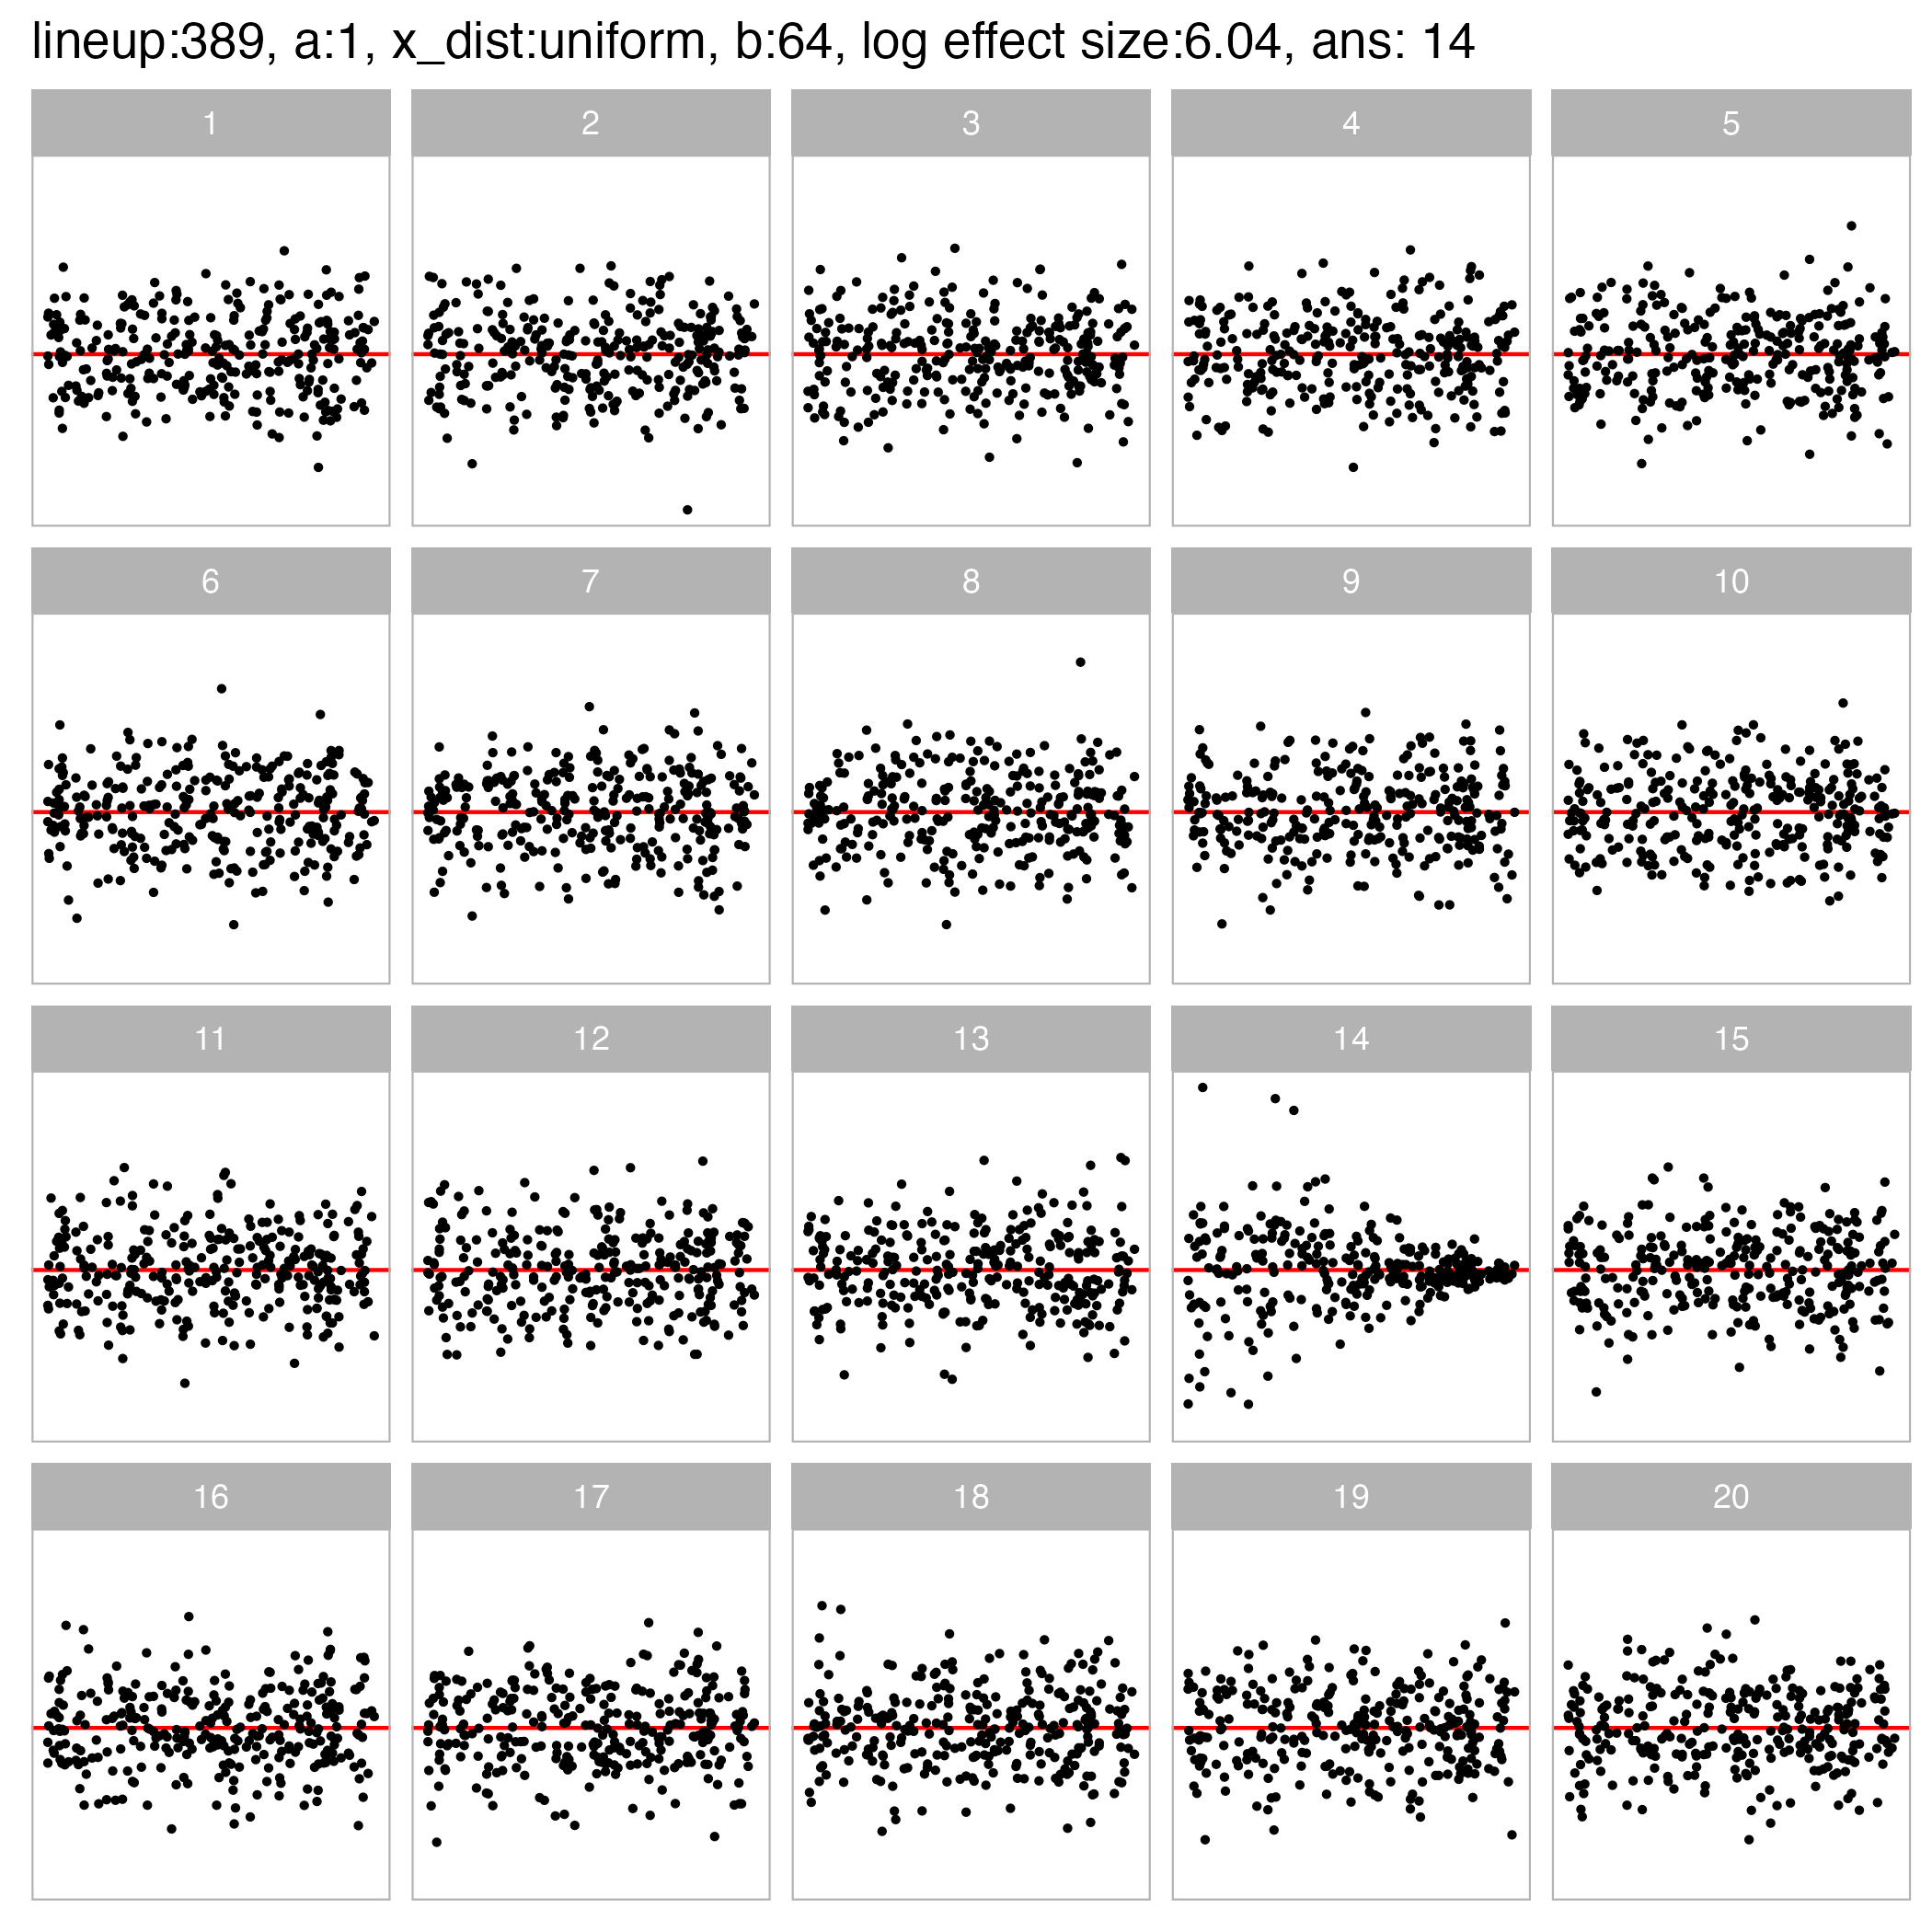 lineup:389, a:1, x_dist:uniform, b:64, log effect size:6.04, ans: 14
1 2 3 4 5
6 7 8 9 10
11 12 13 14 15
16 17 18 19 20